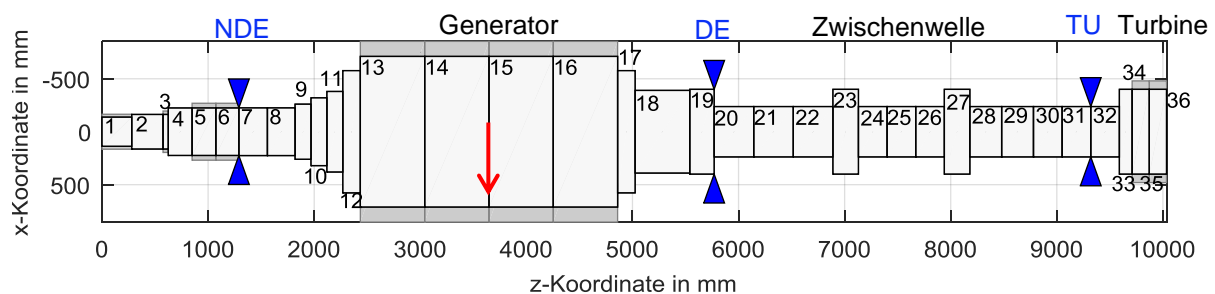 NDE Generator DE Zwischenwelle TU Turbine
x-Koordinate in mm
-500
0
500
1 2 3 4 5 6 7 8 9 10 11 12 13 14 15 16 17 18 19 20 21 22 23 24 25 26 27 28 29 30 31 32 33 34 35 36
0 1000 2000 3000 4000 5000 6000 7000 8000 9000 10000
z-Koordinate in mm